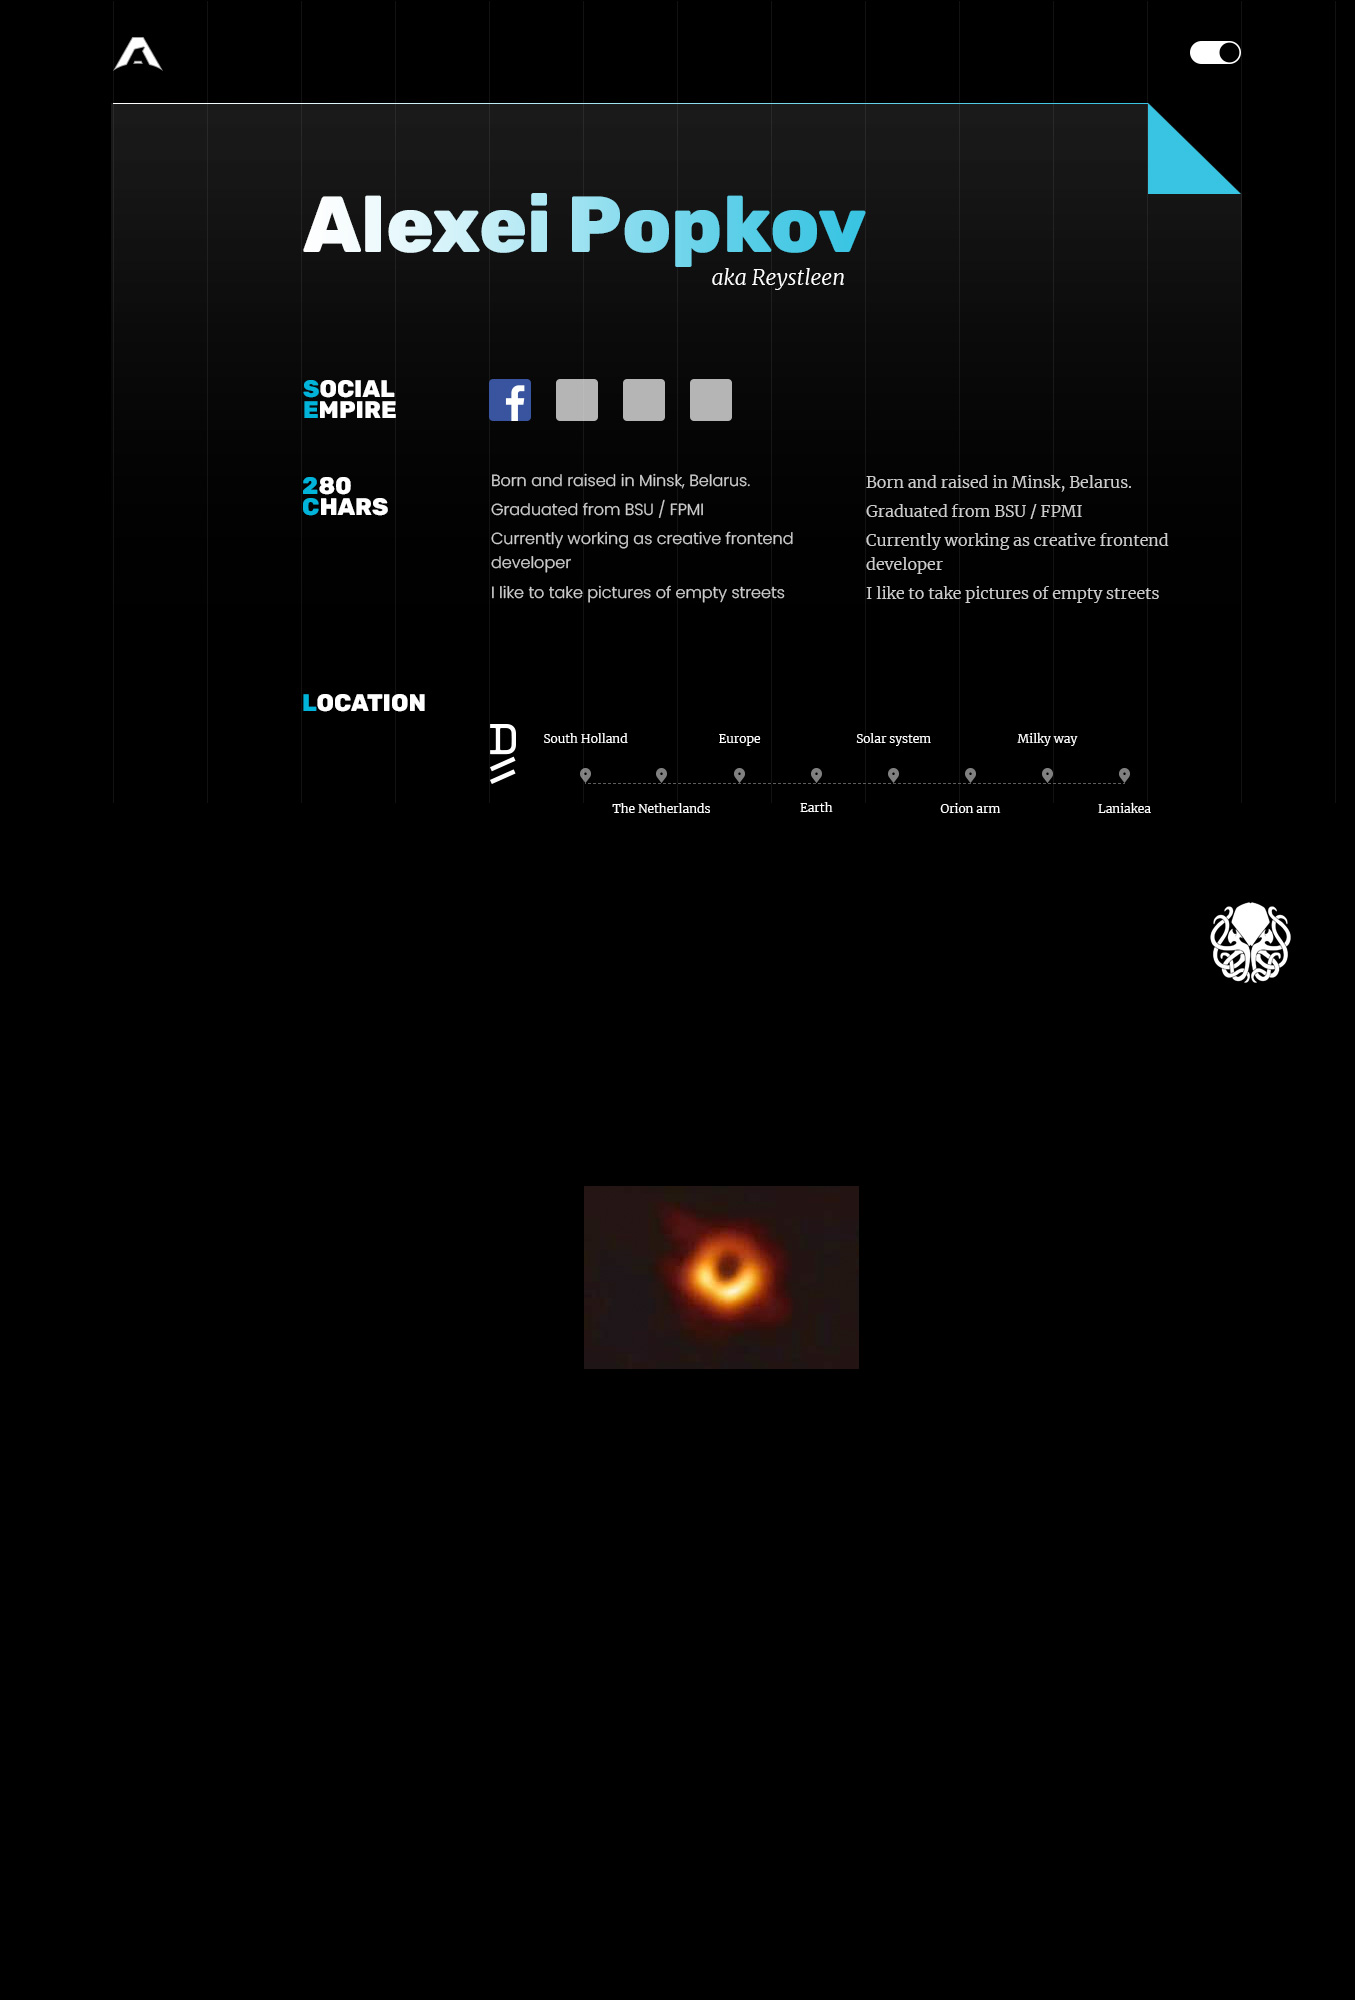 Alexei Popkov
aka Reystleen
SOCIAL
EMPIRE
280
CHARS
Born and raised in Minsk, Belarus.
Graduated from BSU / FPMI
Currently working as creative frontend
developer
I like to take pictures of empty streets
Born and raised in Minsk, Belarus.
Graduated from BSU / FPMI
Currently working as creative frontend
developer
I like to take pictures of empty streets
LOCATION
D
South Holland
Europe
Solar system
Milky way
The Netherlands
Earth
Orion arm
Laniakea